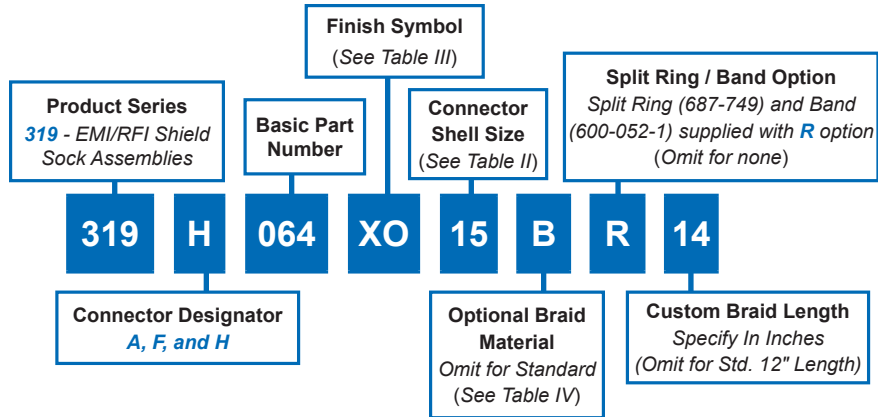 Finish Symbol
(See Table III)
Product Series
319 - EMI/RFI Shield
Sock Assemblies
Basic Part
Number
Connector
Shell Size
(See Table II)
Split Ring / Band Option
Split Ring (687-749) and Band
(600-052-1) supplied with R option
(Omit for none)
319
H
064
XO
15
B
R
14
Connector Designator
A, F, and H
Optional Braid
Material
Omit for Standard
(See Table IV)
Custom Braid Length
Specify In Inches
(Omit for Std. 12" Length)